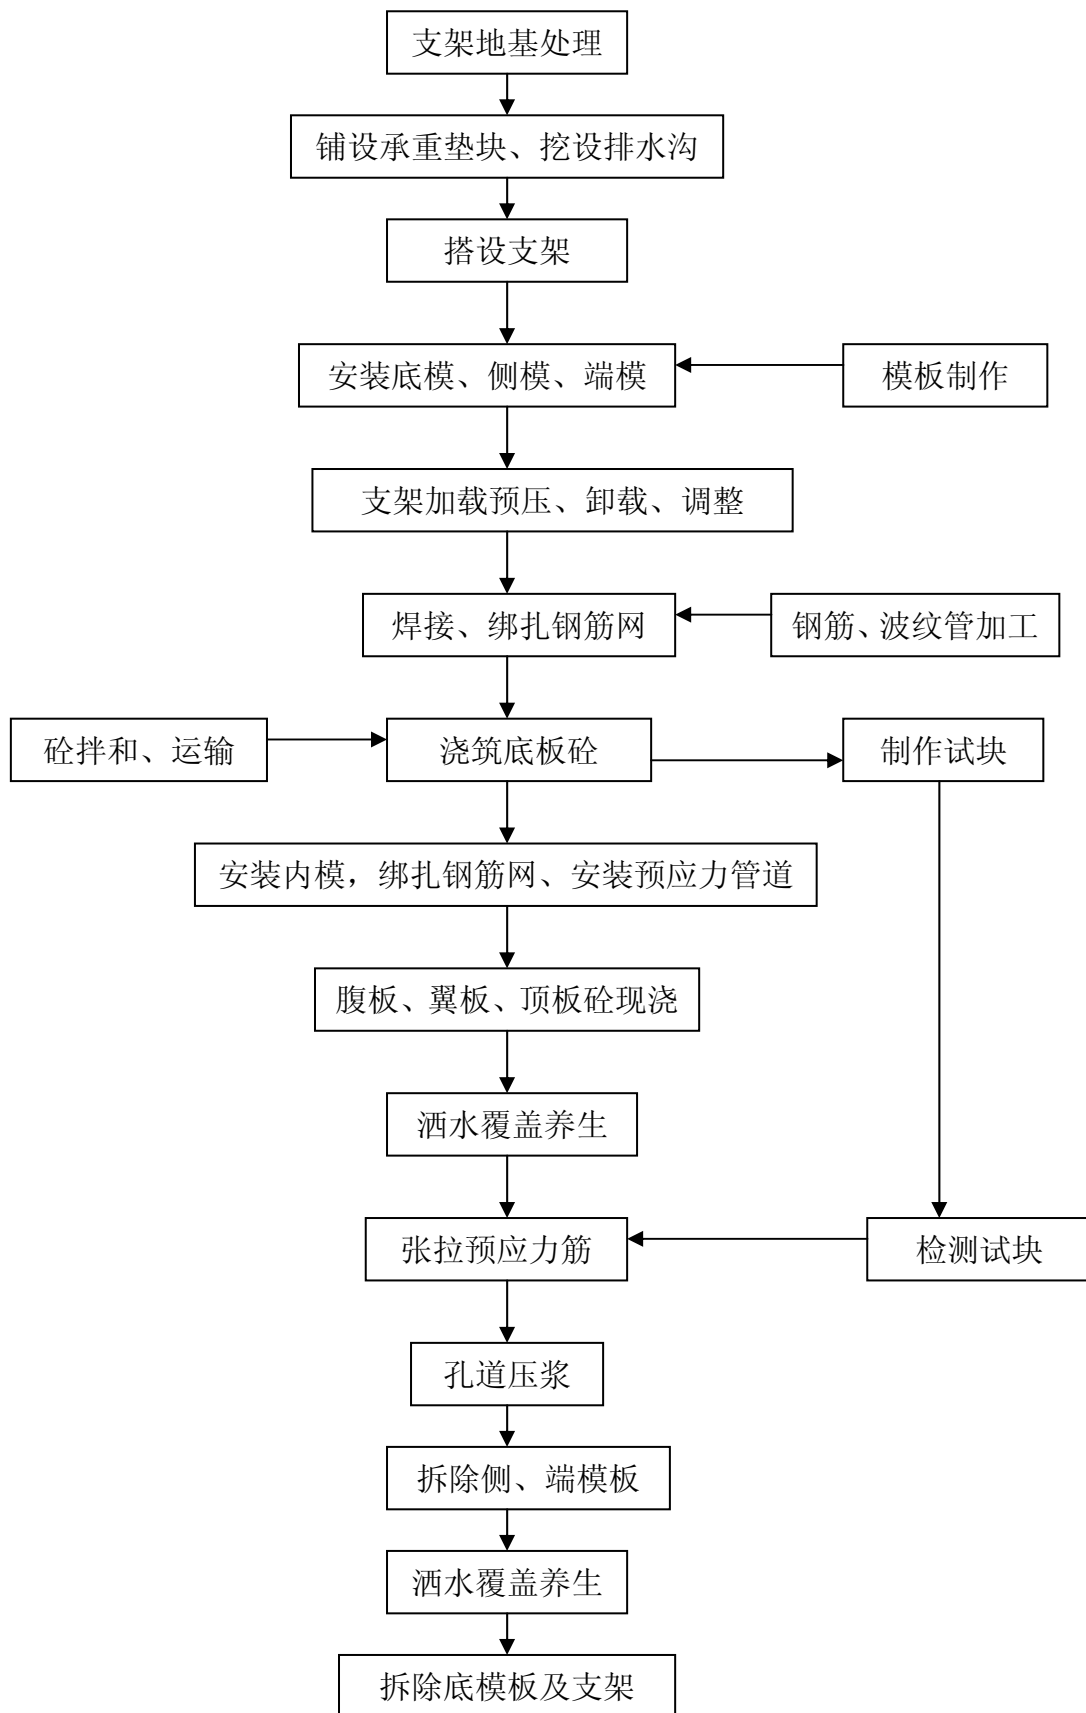 支架地基处理
铺设承重垫块、挖设排水沟
搭设支架
安装底模、侧模、端模
模板制作
支架加载预压、卸载、调整
焊接、绑扎钢筋网
钢筋、波纹管加工
砼拌和、运输
浇筑底板砼
制作试块
安装内模，绑扎钢筋网、安装预应力管道
腹板、翼板、顶板砼现浇
洒水覆盖养生
张拉预应力筋
检测试块
孔道压浆
拆除侧、端模板
洒水覆盖养生
拆除底模板及支架